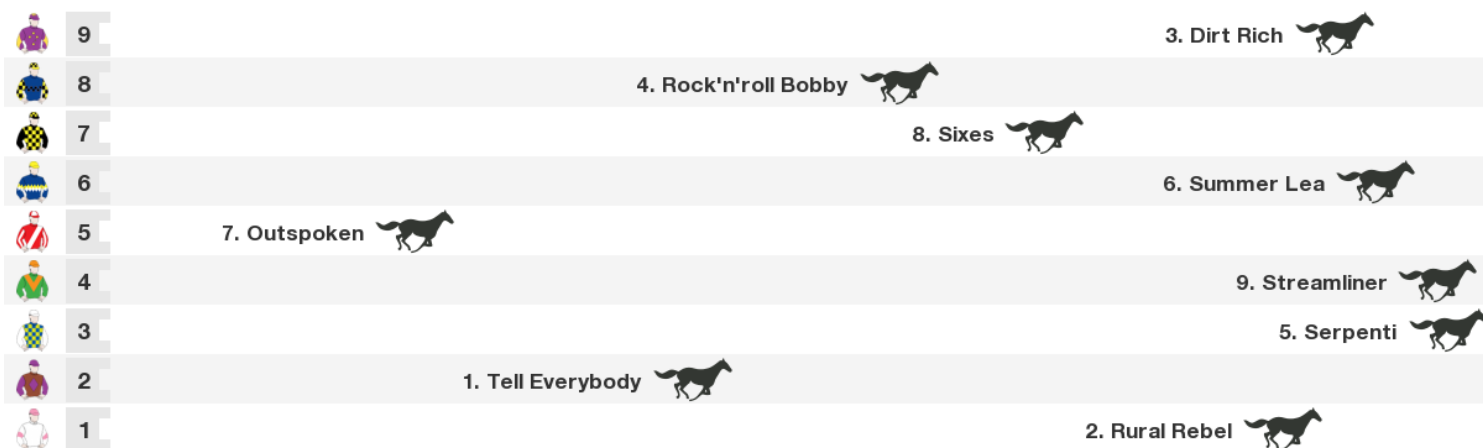 9 3. Dirt Rich
8 4. Rock'n'roll Bobby
7 8. Sixes
6 6. Summer Lea
5 7. Outspoken
4 9. Streamliner
3 5. Serpenti
2 1. Tell Everybody
1 2. Rural Rebel